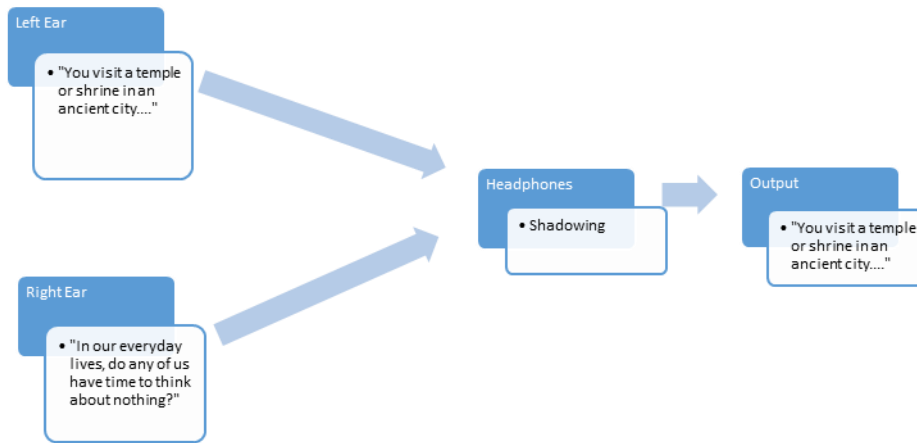 Left Ear
• "You visit a temple
or shrine in an
ancient city...."
Headphones
• Shadowing
Output
• "You visit a temple
or shrine in an
ancient city...."
Right Ear
• "In our everyday
lives, do any of us
have time to think
about nothing?"